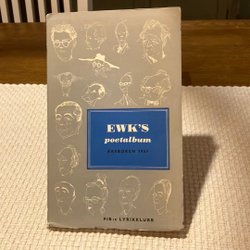 EWK'S
poetalbum
ÅRSBOKEN 1961
FIB:s LYRIKKLUBB